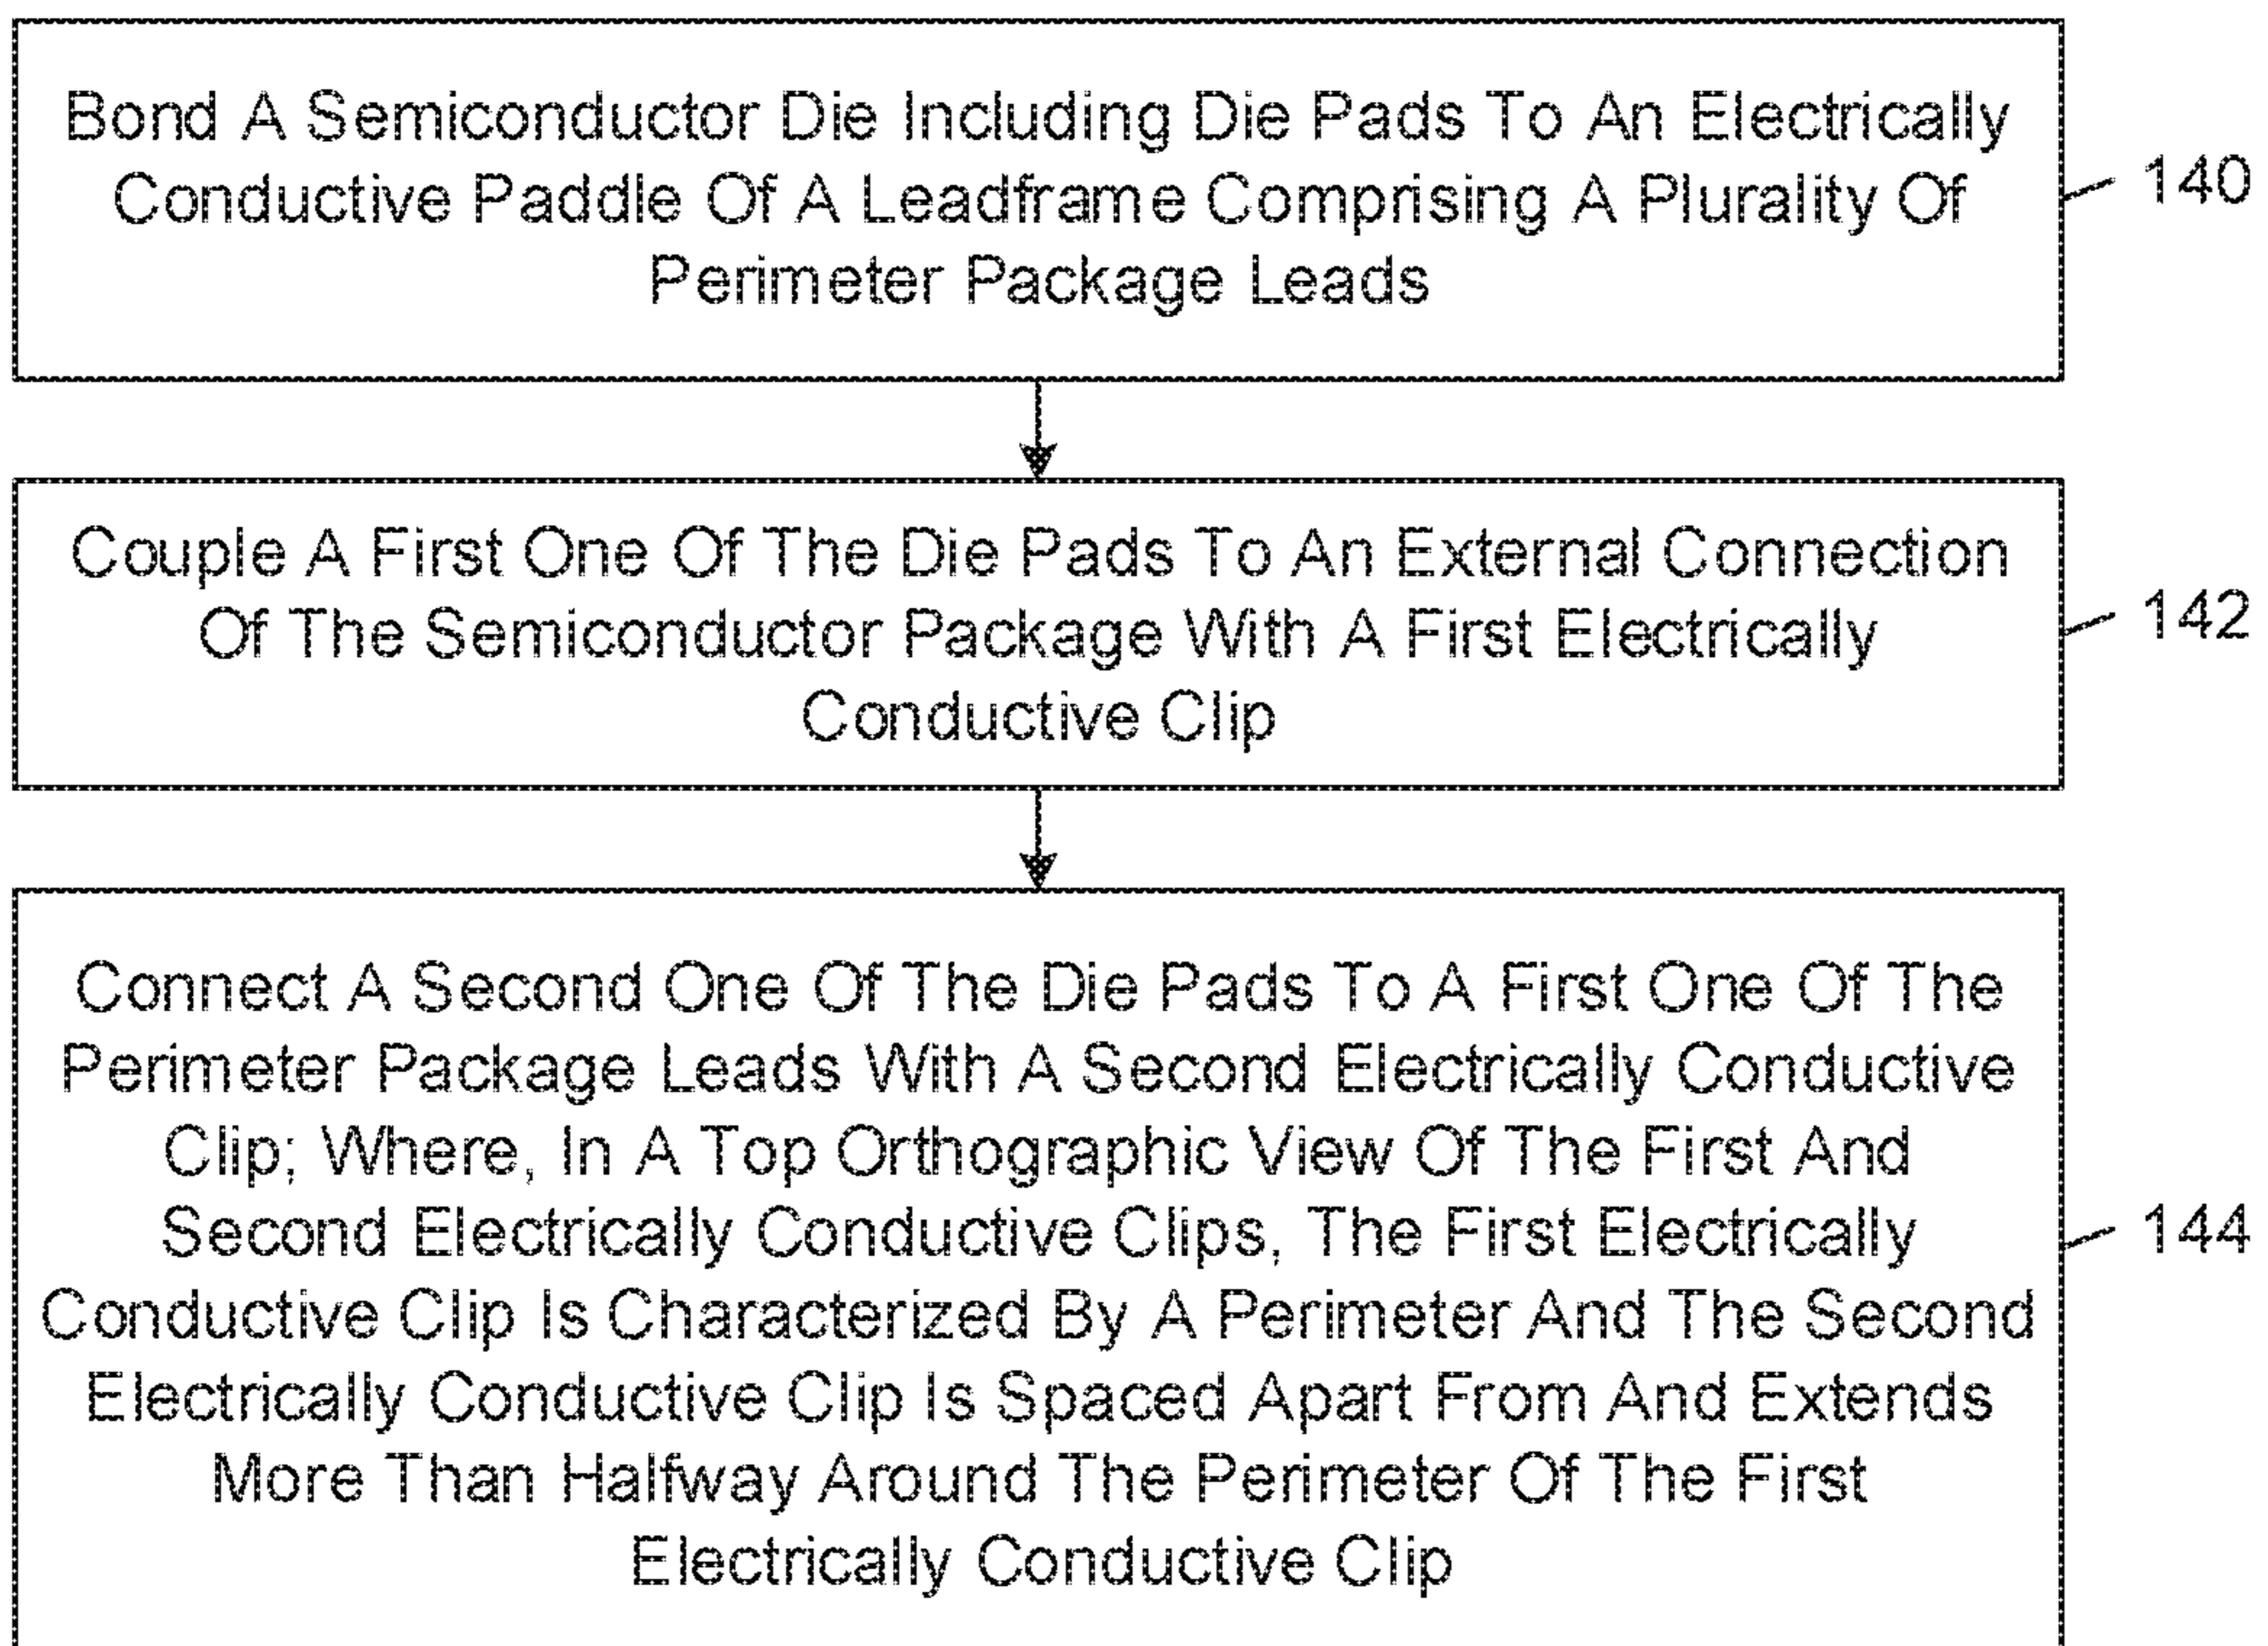 Bond A Semiconductor Die Including Die Pads To An Electrically
Conductive Paddle Of A Leadframe Comprising A Plurality Of
Perimeter Package Leads
140
Couple A First One Of The Die Pads To An External Connection
Of The Semiconductor Package With A First Electrically
Conductive Clip
142
Connect A Second One Of The Die Pads To A First One Of The
Perimeter Package Leads With A Second Electrically Conductive
Clip; Where, In A Top Orthographic View Of The First And
Second Electrically Conductive Clips, The First Electrically
Conductive Clip Is Characterized By A Perimeter And The Second
Electrically Conductive Clip Is Spaced Apart From And Extends
More Than Halfway Around The Perimeter Of The First
Electrically Conductive Clip
144